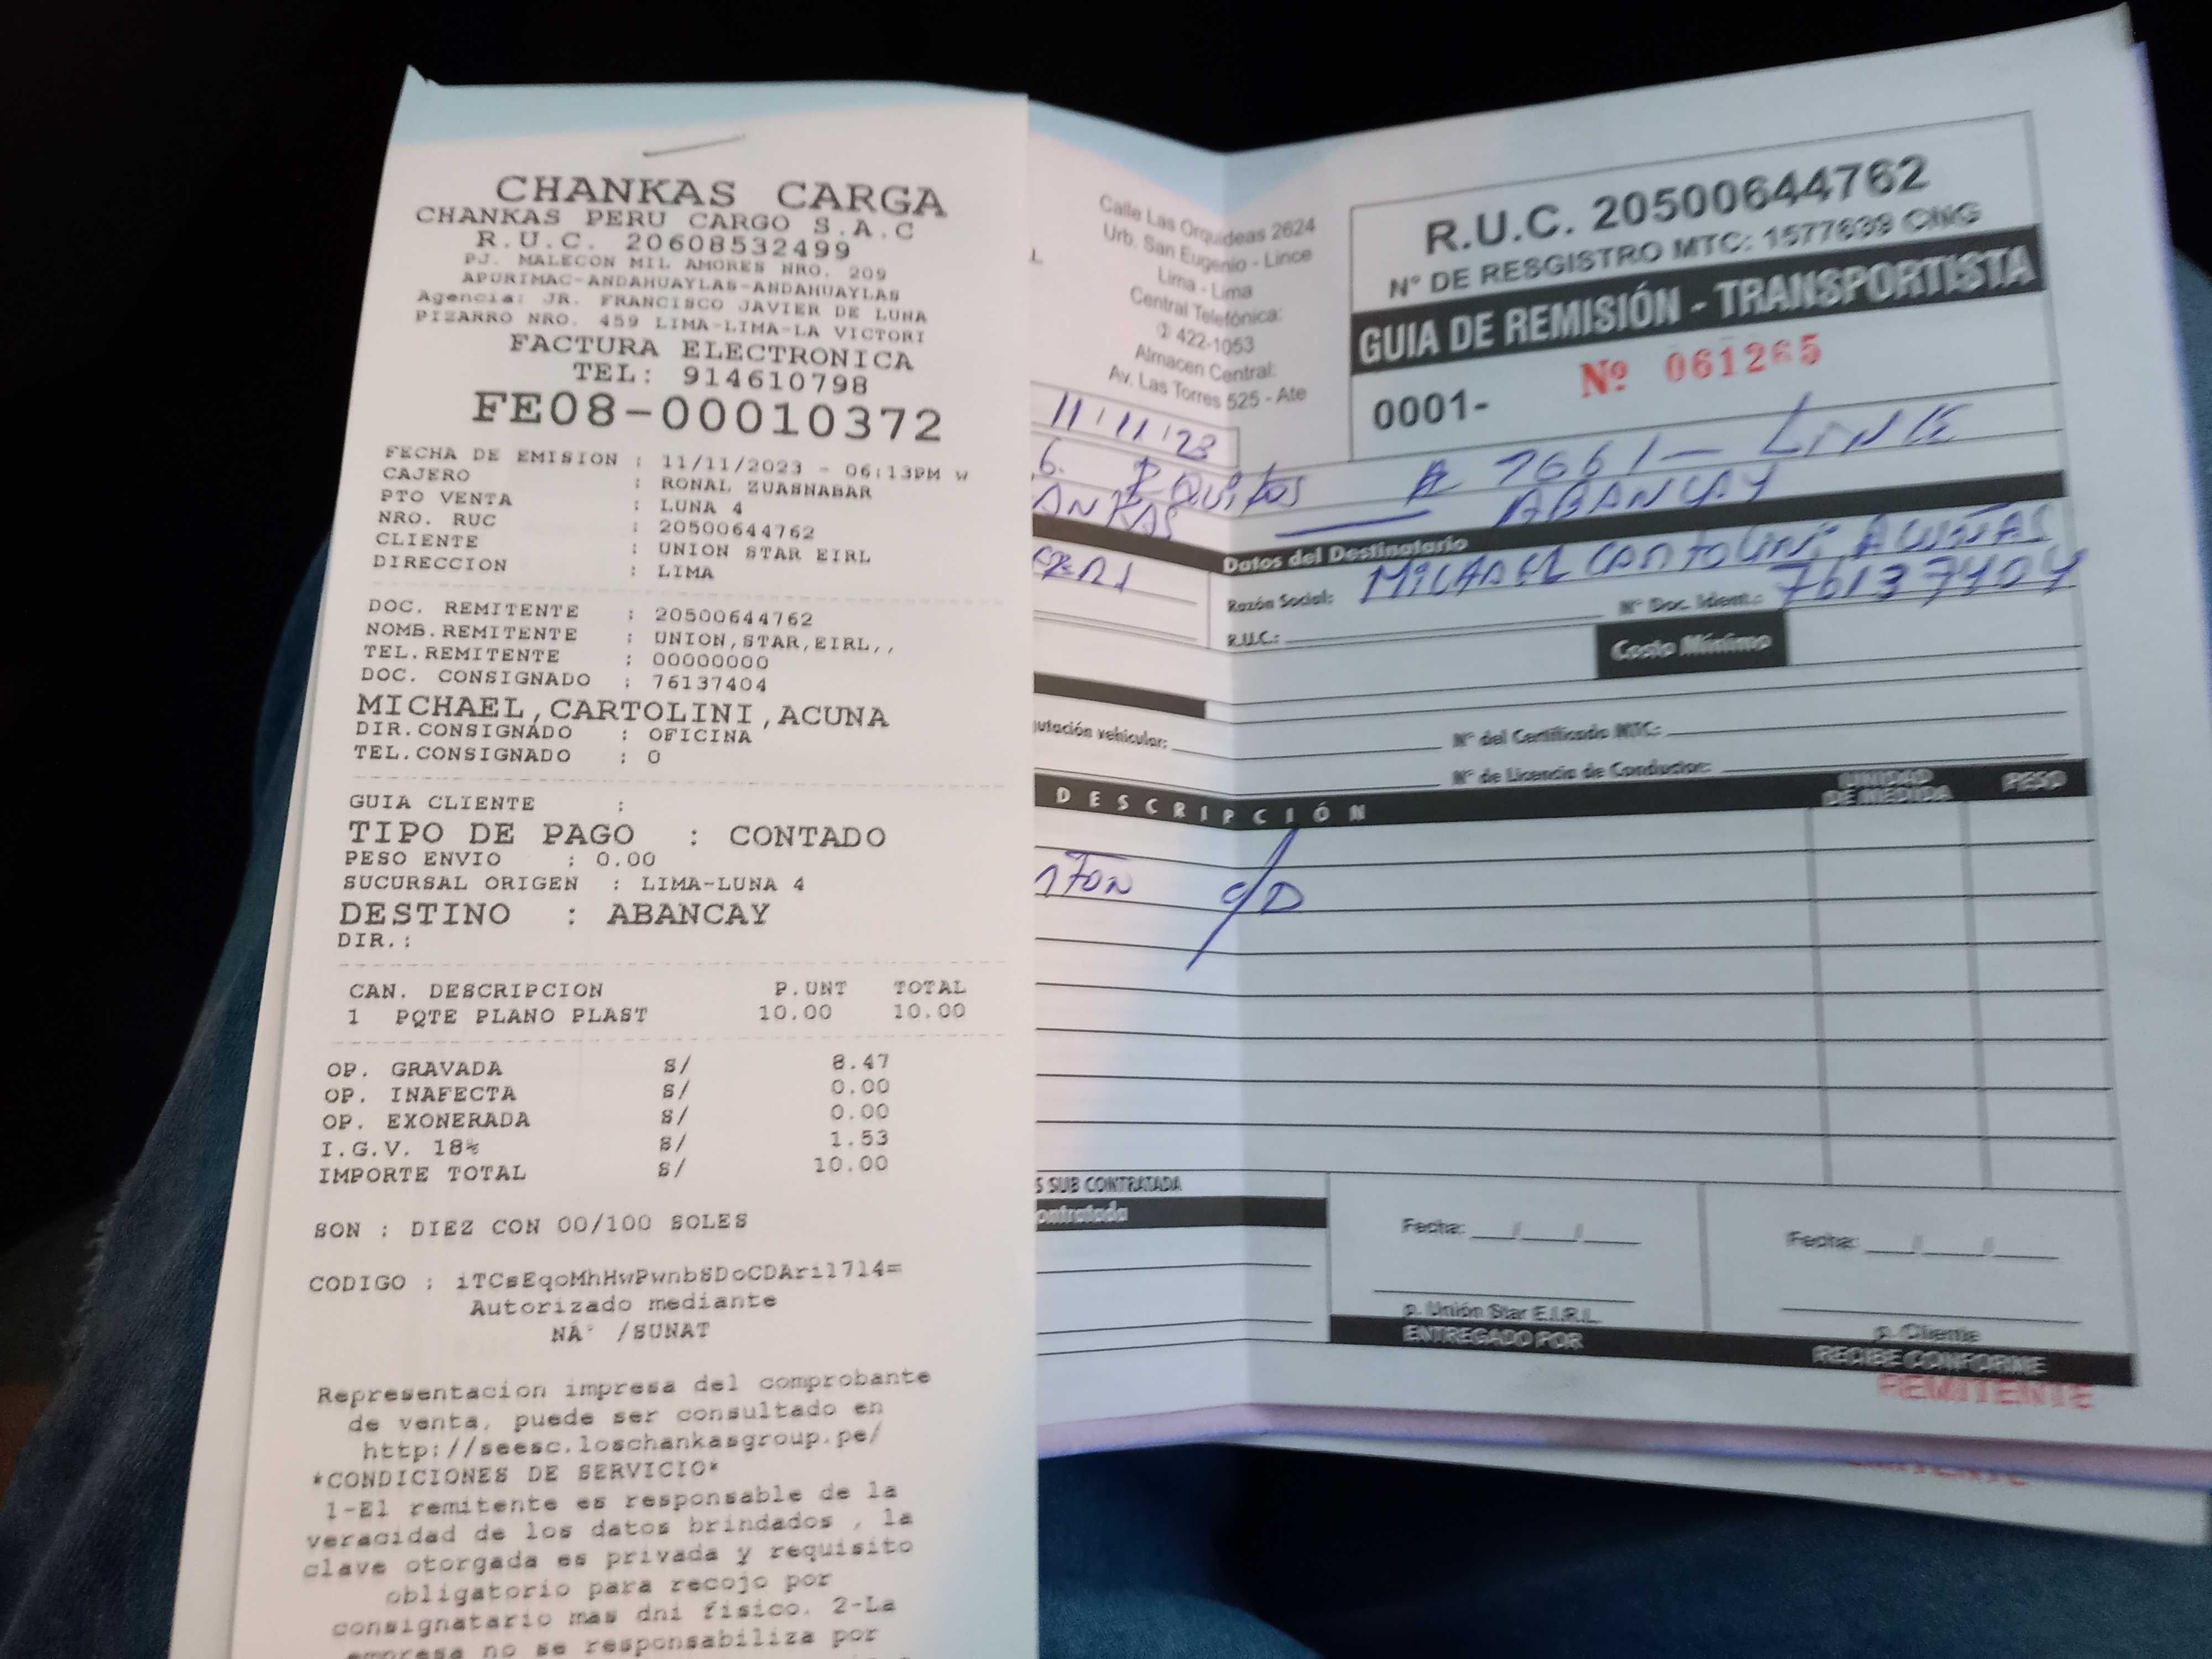 CHANKAS CARGA
CHANKAS PERU CARGO S.A.C
R.U.C. 20608532499
PJ. MALECON MIL AMORES NRO. 209
APURIMAC-ANDAHUAYLAS-ANDAHUAYLAS
Agencia: JR. FRANCISCO JAVIER DE LUNA
PIZARRO NRO. 459 LIMA-LIMA-LA VICTORI
FACTURA ELECTRONICA
TEL: 914610798
FE08-00010372
FECHA DE EMISION : 11/11/2023 - 06:13PM w
CAJERO : RONAL ZUASNABAR
PTO VENTA : LUNA 4
NRO. RUC : 20500644762
CLIENTE : UNION STAR EIRL
DIRECCION : LIMA
DOC. REMITENTE : 20500644762
NOMB.REMITENTE : UNION,STAR,EIRL,,
TEL.REMITENTE : 00000000
DOC. CONSIGNADO : 76137404
MICHAEL,CARTOLINI,ACUNA
DIR.CONSIGNADO : OFICINA
TEL.CONSIGNADO : 0
GUIA CLIENTE :
TIPO DE PAGO : CONTADO
PESO ENVIO : 0.00
SUCURSAL ORIGEN : LIMA-LUNA 4
DESTINO : ABANCAY
DIR.:
CAN. DESCRIPCION P.UNT TOTAL
1 PQTE PLANO PLAST 10.00 10.00
OP. GRAVADA S/ 8.47
OP. INAFECTA S/ 0.00
OP. EXONERADA S/ 0.00
I.G.V. 18% S/ 1.53
IMPORTE TOTAL S/ 10.00
SON : DIEZ CON 00/100 SOLES
CODIGO : iTCsEqoMhHwPwnbSDoCDAri1714=
Autorizado mediante
NÂ° /SUNAT
Representacion impresa del comprobante
de venta, puede ser consultado en
http://seesc.loschankasgroup.pe/
*CONDICIONES DE SERVICIO*
1-El remitente es responsable de la
veracidad de los datos brindados , la
clave otorgada es privada y requisito
obligatorio para recojo por
consignatario mas dni fisico. 2-La
empresa no se responsabiliza por
Calle Las Orquideas 2624
Urb. San Eugenio - Lince
Lima - Lima
Central Telefónica:
422-1053
Almacen Central:
Av. Las Torres 525 - Ate
R.U.C. 20500644762
N° DE RESGISTRO MTC: 1577639 CNG
GUIA DE REMISIÓN - TRANSPORTISTA
0001- Nº 061265
11/11/23
7661 - LINCE
ABANCAY
Datos del Destinatario
Razón Social:
N° Doc. Ident.: 76137404
R.U.C.:
Costo Mínimo
N° del Certificado MTC:
N° de Licencia de Conductor:
DESCRIPCIÓN UNIDAD DE MEDIDA PESO
S SUB CONTRATADA
ontratada
Fecha: / / Fecha: / /
p. Unión Star E.I.R.L. p. Cliente
ENTREGADO POR RECIBE CONFORME
REMITENTE